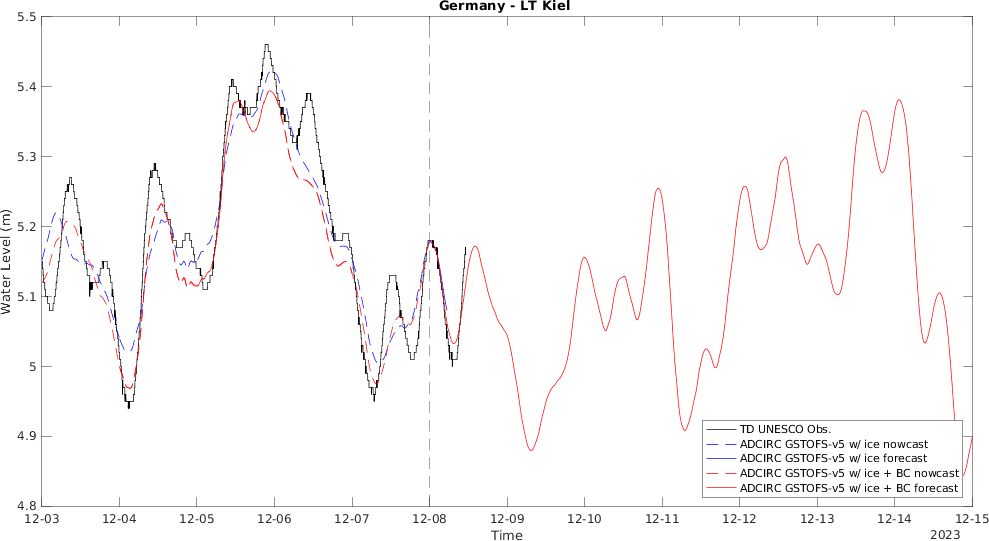 Germany - LT Kiel
5.5
5.4
5.3
5.2
5.1
5
4.9
4.8
Water Level (m)
12-03 12-04 12-05 12-06 12-07 12-08 12-09 12-10 12-11 12-12 12-13 12-14 12-15
Time
2023
TD UNESCO Obs.
ADCIRC GSTOFS-v5 w/ ice nowcast
ADCIRC GSTOFS-v5 w/ ice forecast
ADCIRC GSTOFS-v5 w/ ice + BC nowcast
ADCIRC GSTOFS-v5 w/ ice + BC forecast